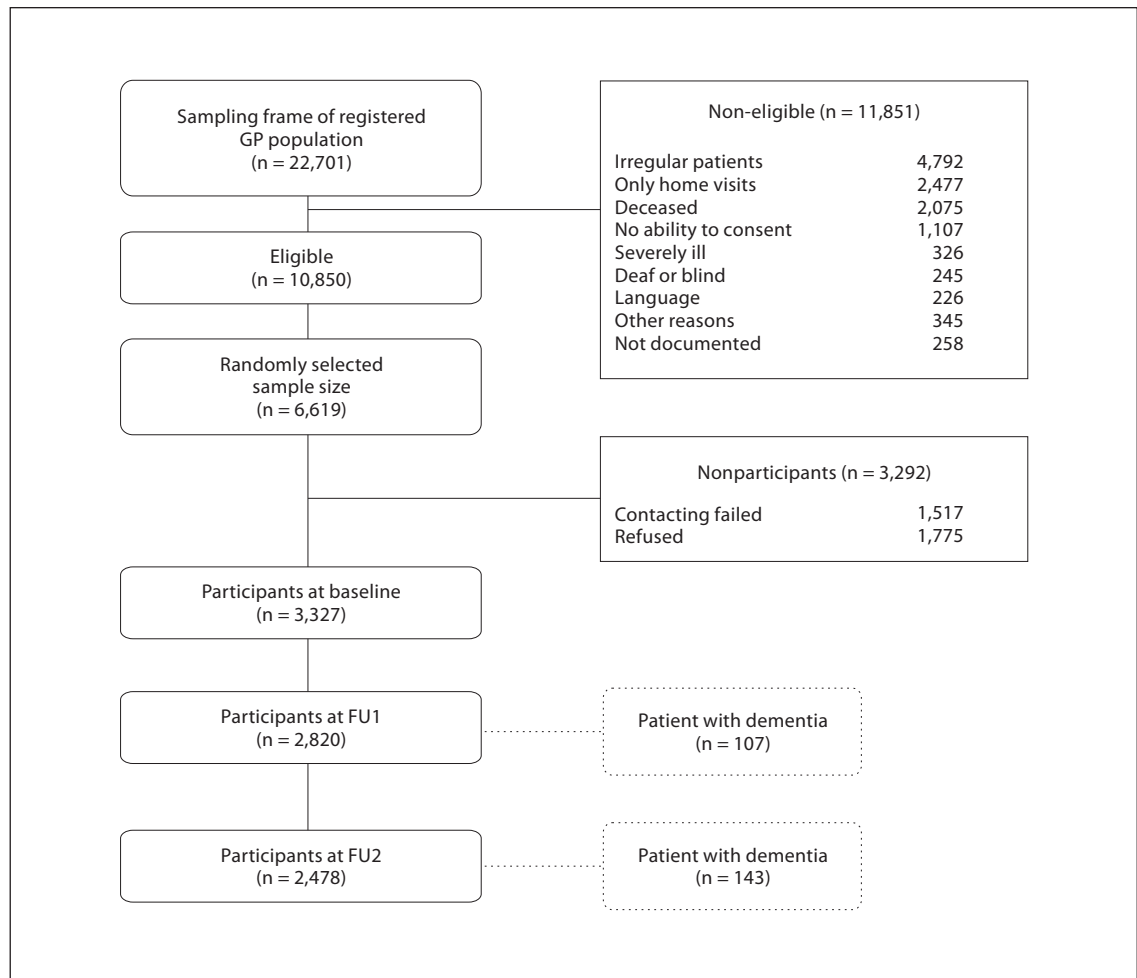 Sampling frame of registered
GP population
(n = 22,701)
Non-eligible (n = 11,851)
Irregular patients 4,792
Only home visits 2,477
Deceased 2,075
No ability to consent 1,107
Severely ill 326
Deaf or blind 245
Language 226
Other reasons 345
Not documented 258
Eligible
(n = 10,850)
Randomly selected
sample size
(n = 6,619)
Nonparticipants (n = 3,292)
Contacting failed 1,517
Refused 1,775
Participants at baseline
(n = 3,327)
Participants at FU1
(n = 2,820)
Patient with dementia
(n = 107)
Participants at FU2
(n = 2,478)
Patient with dementia
(n = 143)